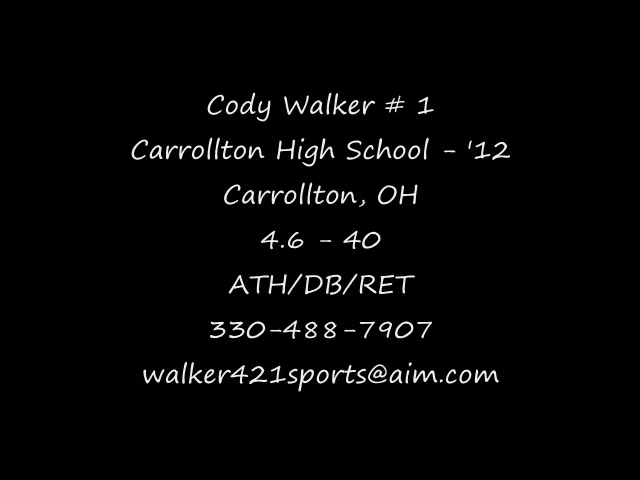 Cody Walker # 1
Carrollton High School - '12
Carrollton, OH
4.6 - 40
ATH/DB/RET
330-488-7907
walker421sports@aim.com